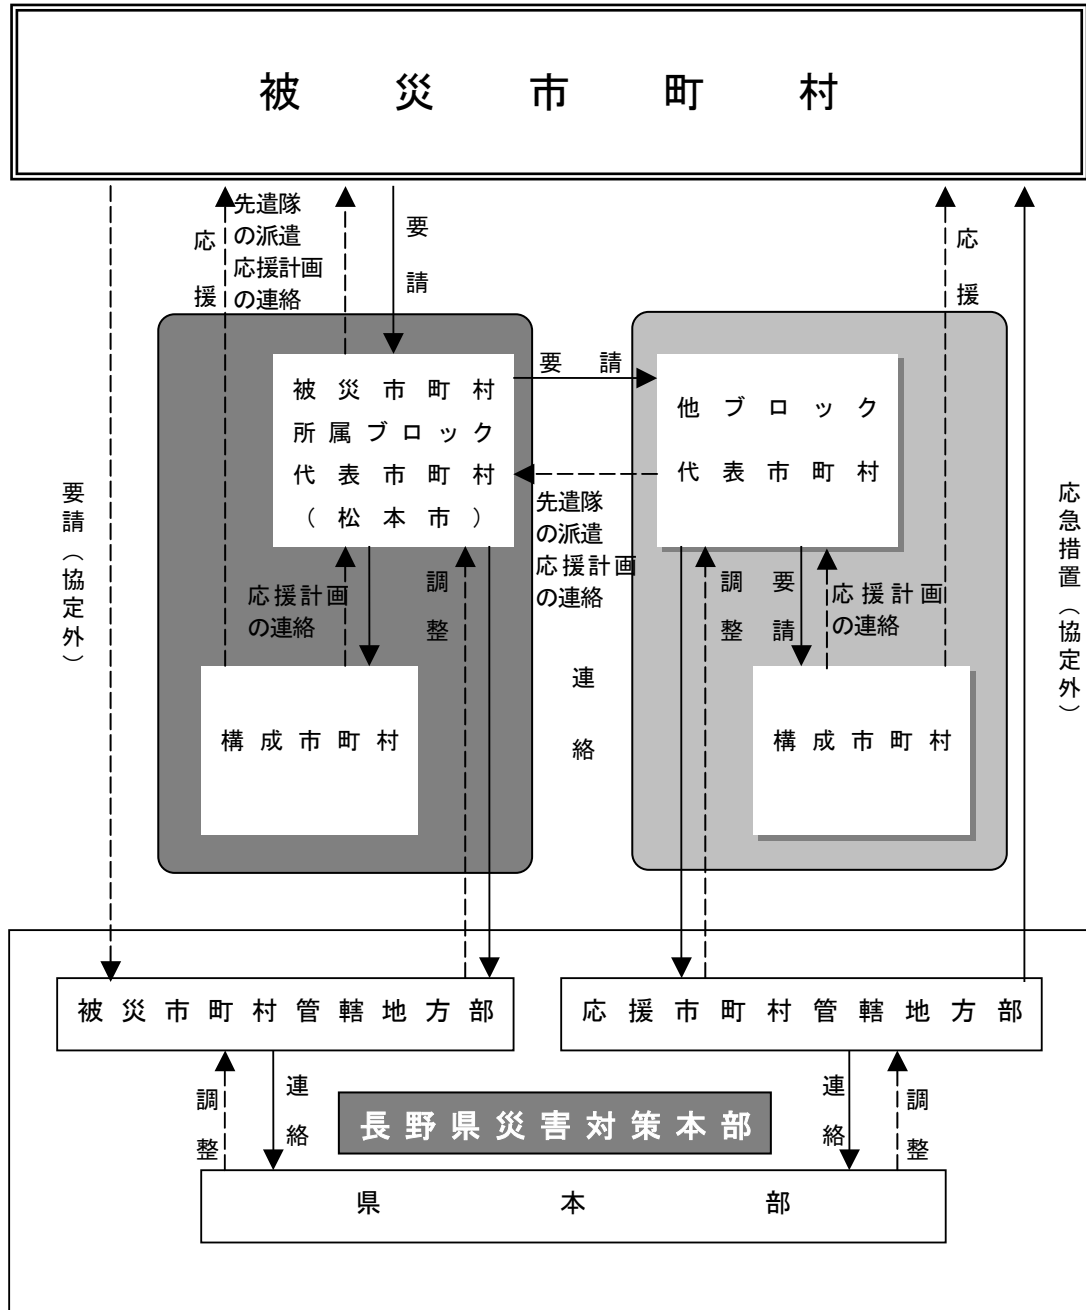 被災市町村
先遣隊
の派遣
応援計画
の連絡
応援
要請
応援
要請
被災市町村
所属ブロック
代表市町村
（松本市）
他ブロック
代表市町村
先遣隊
の派遣
応援計画
の連絡
要請（協定外）
応急措置（協定外）
応援計画
の連絡
調整
調整
要請
応援計画
の連絡
連絡
構成市町村
構成市町村
被災市町村管轄地方部
応援市町村管轄地方部
調整
連絡
連絡
調整
長野県災害対策本部
県本部